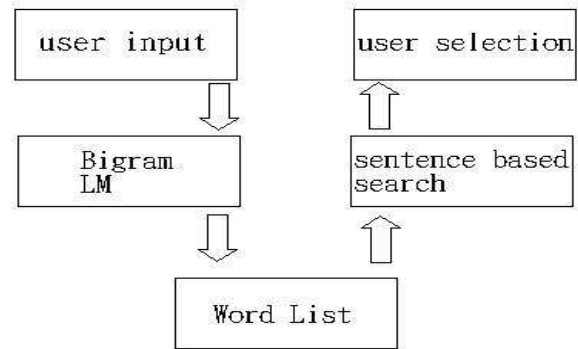 user input
user selection
Bigram
LM
sentence based
search
Word List